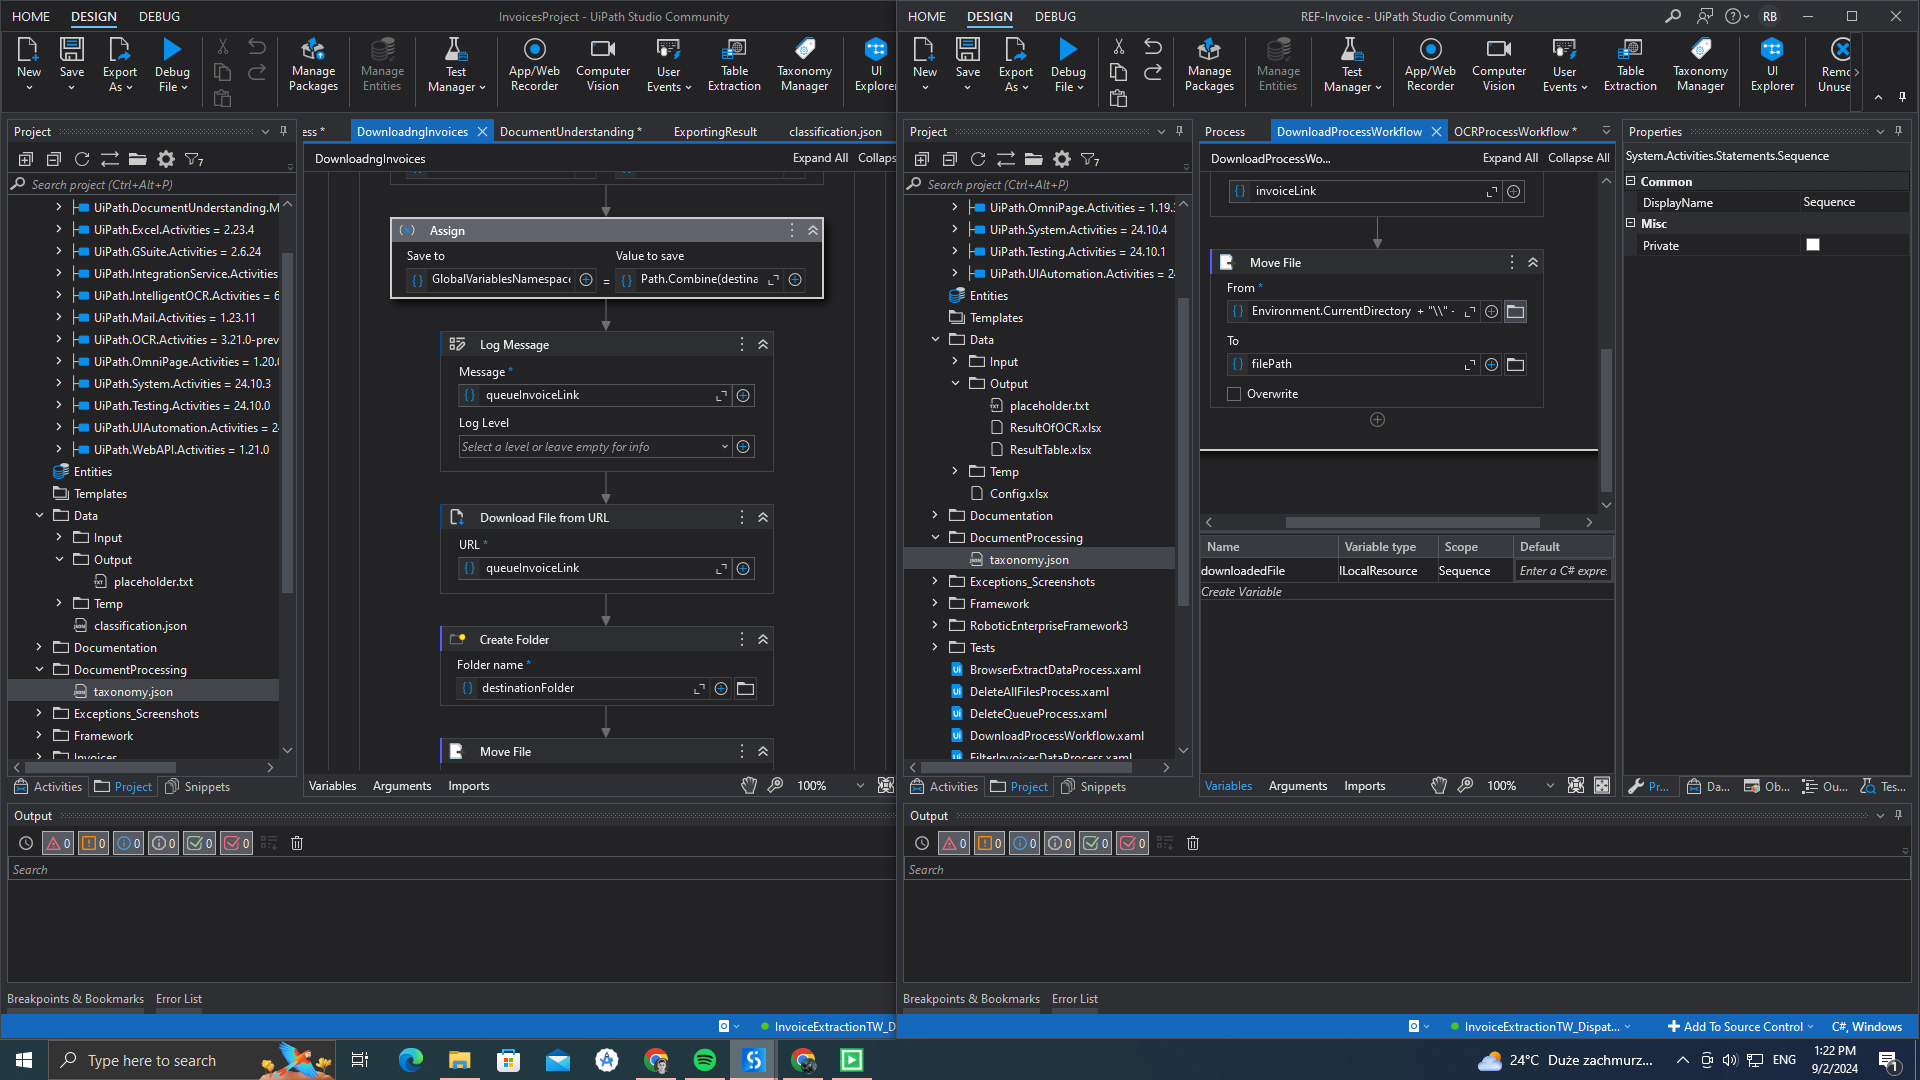 HOME DESIGN DEBUG
InvoicesProject - UiPath Studio Community
New
Save
Export As
Debug File
Manage Packages
Manage Entities
Test Manager
App/Web Recorder
Computer Vision
User Events
Table Extraction
Taxonomy Manager
UI Explorer
Project
Search project (Ctrl+Alt+P)
UiPath.DocumentUnderstanding.M
UiPath.Excel.Activities = 2.23.4
UiPath.GSuite.Activities = 2.6.24
UiPath.IntegrationService.Activities
UiPath.IntelligentOCR.Activities = 6
UiPath.Mail.Activities = 1.23.11
UiPath.OCR.Activities = 3.21.0-prev
UiPath.OmniPage.Activities = 1.20.0
UiPath.System.Activities = 24.10.3
UiPath.Testing.Activities = 24.10.0
UiPath.UIAutomation.Activities = 2
UiPath.WebAPI.Activities = 1.21.0
Entities
Templates
Data
Input
Output
placeholder.txt
Temp
classification.json
Documentation
DocumentProcessing
taxonomy.json
Exceptions_Screenshots
Framework
Invoices
Activities Project Snippets
ess * DownloadngInvoices DocumentUnderstanding * ExportingResult classification.json
DownloadngInvoices Expand All Collaps
Assign
Save to Value to save
GlobalVariablesNamespace = Path.Combine(destina
Log Message
Message *
queueInvoiceLink
Log Level
Select a level or leave empty for info
Download File from URL
URL *
queueInvoiceLink
Create Folder
Folder name *
destinationFolder
Move File
Variables Arguments Imports 100%
Output
0 0 0 0 0 0
Search
Breakpoints & Bookmarks Error List
InvoiceExtractionTW_D
HOME DESIGN DEBUG
REF-Invoice - UiPath Studio Community
RB
New
Save
Export As
Debug File
Manage Packages
Manage Entities
Test Manager
App/Web Recorder
Computer Vision
User Events
Table Extraction
Taxonomy Manager
UI Explorer
Remo
Unuse
Project
Search project (Ctrl+Alt+P)
UiPath.OmniPage.Activities = 1.19.
UiPath.System.Activities = 24.10.4
UiPath.Testing.Activities = 24.10.1
UiPath.UIAutomation.Activities = 2
Entities
Templates
Data
Input
Output
placeholder.txt
ResultOfOCR.xlsx
ResultTable.xlsx
Temp
Config.xlsx
Documentation
DocumentProcessing
taxonomy.json
Exceptions_Screenshots
Framework
RoboticEnterpriseFramework3
Tests
BrowserExtractDataProcess.xaml
DeleteAllFilesProcess.xaml
DeleteQueueProcess.xaml
DownloadProcessWorkflow.xaml
FilterInvoicesDataProcess.xaml
Activities Project Snippets
Process DownloadProcessWorkflow OCRProcessWorkflow *
DownloadProcessWo... Expand All Collapse All
invoiceLink
Move File
From *
Environment.CurrentDirectory + "\\" -
To
filePath
Overwrite
Name Variable type Scope Default
downloadedFile ILocalResource Sequence Enter a C# expre.
Create Variable
Variables Arguments Imports 100%
Properties
System.Activities.Statements.Sequence
Common
DisplayName Sequence
Misc
Private
Pr... Da... Ob... Ou... Tes...
Output
0 0 0 0 0 0
Search
Breakpoints & Bookmarks Error List
InvoiceExtractionTW_Dispat... Add To Source Control C#, Windows
Type here to search
24°C Duże zachmurz... ENG
1:22 PM
9/2/2024
1